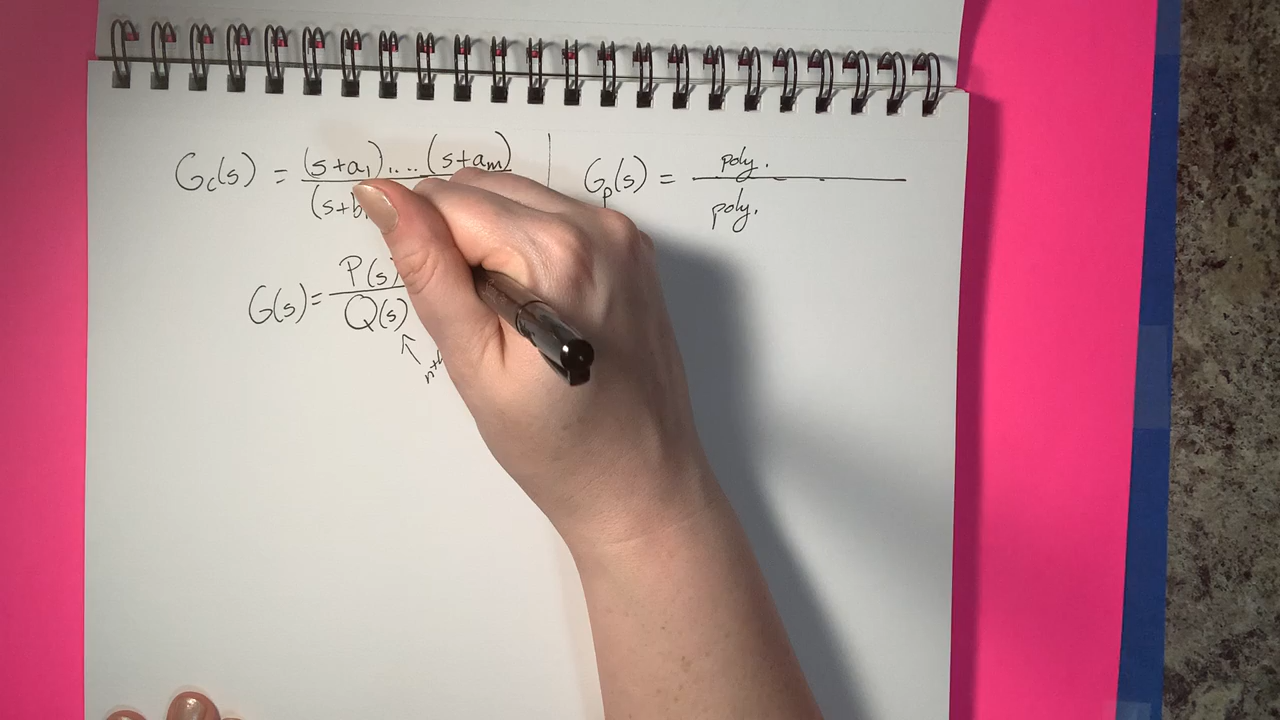 Gc(s) = (s+a1)....(s+am) / (s+b
Gp(s) = poly. / poly.
G(s) = P(s) / Q(s)
n+h